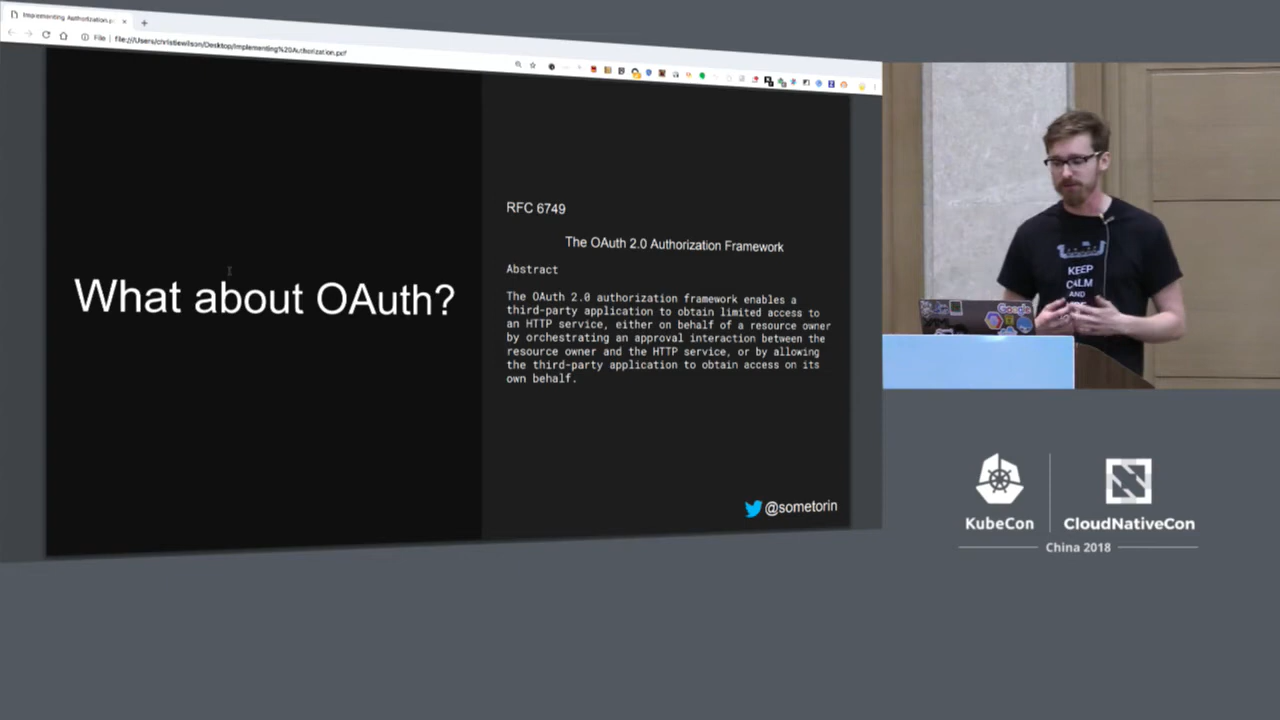 Implementing Authorization.p
File
file:///Users/christiewilson/Desktop/Implementing%20Authorization.pdf
What about OAuth?
RFC 6749
The OAuth 2.0 Authorization Framework
Abstract
The OAuth 2.0 authorization framework enables a
third-party application to obtain limited access to
an HTTP service, either on behalf of a resource owner
by orchestrating an approval interaction between the
resource owner and the HTTP service, or by allowing
the third-party application to obtain access on its
own behalf.
@sometorin
KEEP
CALM
AND
Google
KubeCon
CloudNativeCon
China 2018